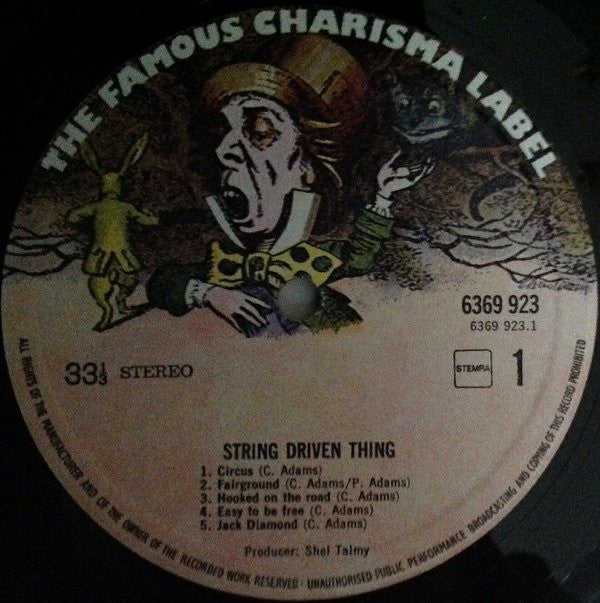 THE FAMOUS CHARISMA LABEL
6369 923
6369 923.1
33⅓ STEREO
STEMRA 1
STRING DRIVEN THING
1. Circus (C. Adams)
2. Fairground (C. Adams/P. Adams)
3. Hooked on the road (C. Adams)
4. Easy to be free (C. Adams)
5. Jack Diamond (C. Adams)
Producer: Shel Talmy
ALL RIGHTS OF THE MANUFACTURER AND OF THE OWNER OF THE RECORDED WORK RESERVED · UNAUTHORISED PUBLIC PERFORMANCE BROADCASTING AND COPYING OF THIS RECORD PROHIBITED